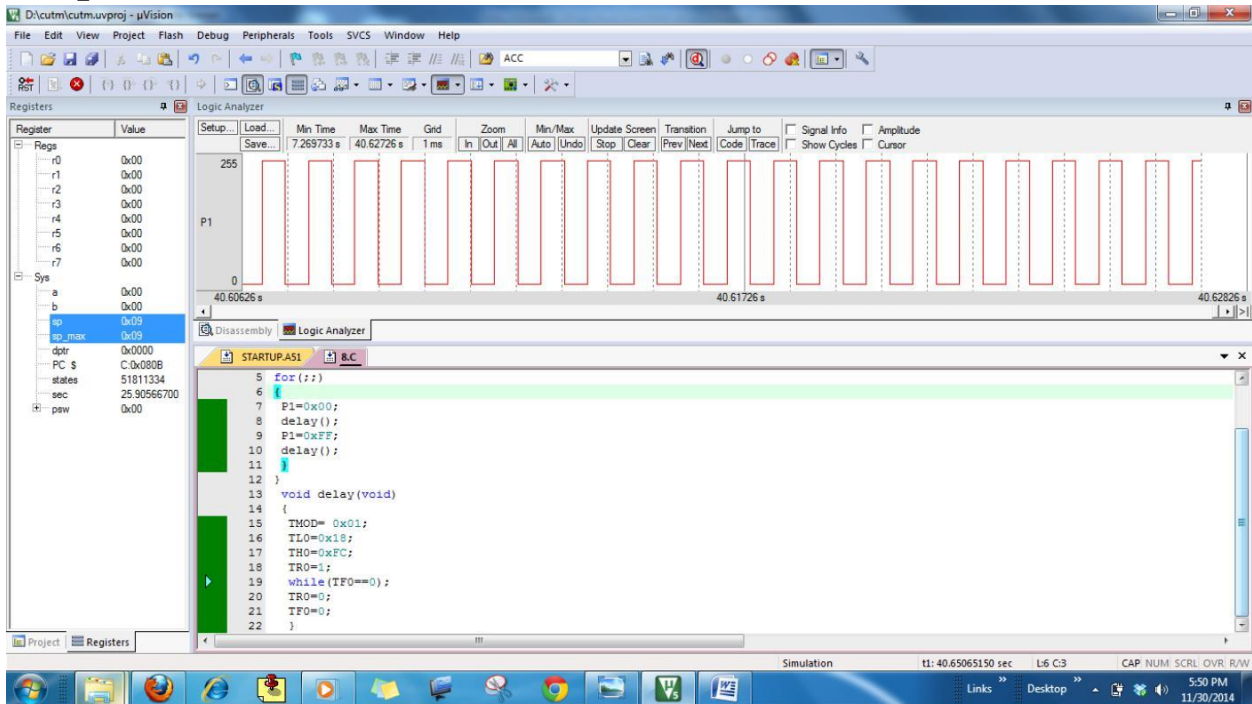 D:\cutm\cutm.uvproj - µVision
File Edit View Project Flash Debug Peripherals Tools SVCS Window Help
ACC
RST
Registers
Register Value
Regs
r0 0x00
r1 0x00
r2 0x00
r3 0x00
r4 0x00
r5 0x00
r6 0x00
r7 0x00
Sys
a 0x00
b 0x00
sp 0x09
sp_max 0x09
dptr 0x0000
PC $ C:0x080B
states 51811334
sec 25.90566700
psw 0x00
Project Registers
Logic Analyzer
Setup... Load... Min Time Max Time Grid Zoom Min/Max Update Screen Transition Jump to Signal Info Amplitude
Save... 7.269733 s 40.62726 s 1 ms In Out All Auto Undo Stop Clear Prev Next Code Trace Show Cycles Cursor
255
P1
0
40.60626 s 40.61726 s 40.62826 s
Disassembly Logic Analyzer
STARTUP.A51 8.C
5 for(;;)
6 {
7 P1=0x00;
8 delay();
9 P1=0xFF;
10 delay();
11 }
12 }
13 void delay(void)
14 {
15 TMOD= 0x01;
16 TL0=0x18;
17 TH0=0xFC;
18 TR0=1;
19 while(TF0==0);
20 TR0=0;
21 TF0=0;
22 }
Simulation t1: 40.65065150 sec L:6 C:3 CAP NUM SCRL OVR R/W
Links Desktop 5:50 PM
11/30/2014